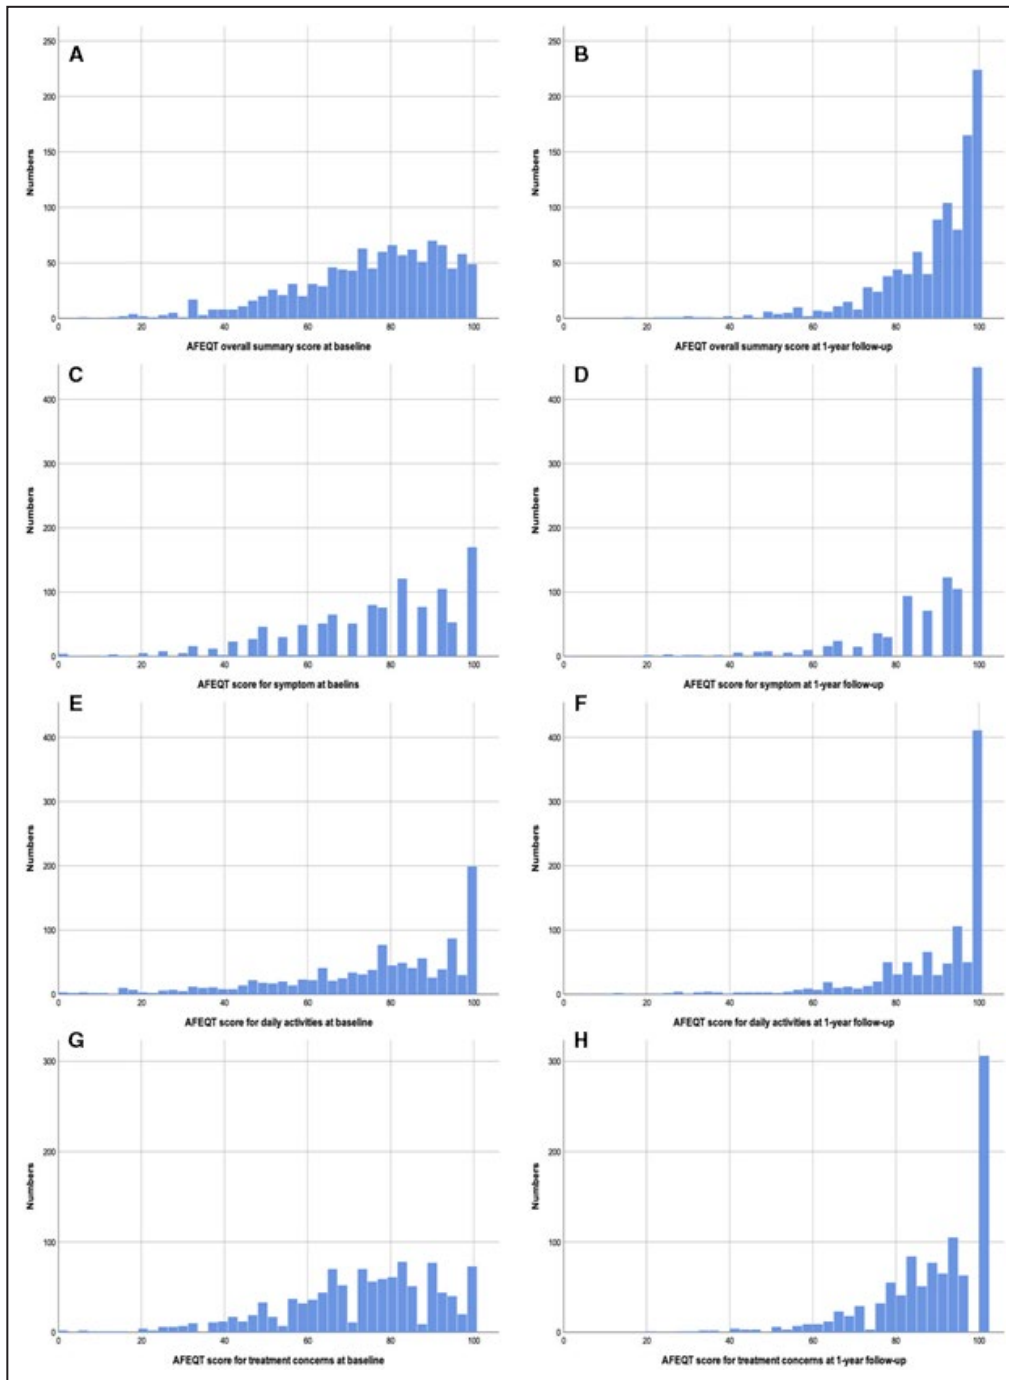 A
B
250
200
150
100
50
0
Numbers
0 20 40 60 80 100
AFEQT overall summary score at baseline
250
200
150
100
50
0
Numbers
0 20 40 60 80 100
AFEQT overall summary score at 1-year follow-up
C
D
400
300
200
100
0
Numbers
0 20 40 60 80 100
AFEQT score for symptom at baelins
400
300
200
100
0
Numbers
0 20 40 60 80 100
AFEQT score for symptom at 1-year follow-up
E
F
400
300
200
100
0
Numbers
0 20 40 60 80 100
AFEQT score for daily activities at baseline
400
300
200
100
0
Numbers
0 20 40 60 80 100
AFEQT score for daily activities at 1-year follow-up
G
H
300
200
100
0
Numbers
0 20 40 60 80 100
AFEQT score for treatment concerns at baseline
300
200
100
0
Numbers
0 20 40 60 80 100
AFEQT score for treatment concerns at 1-year follow-up